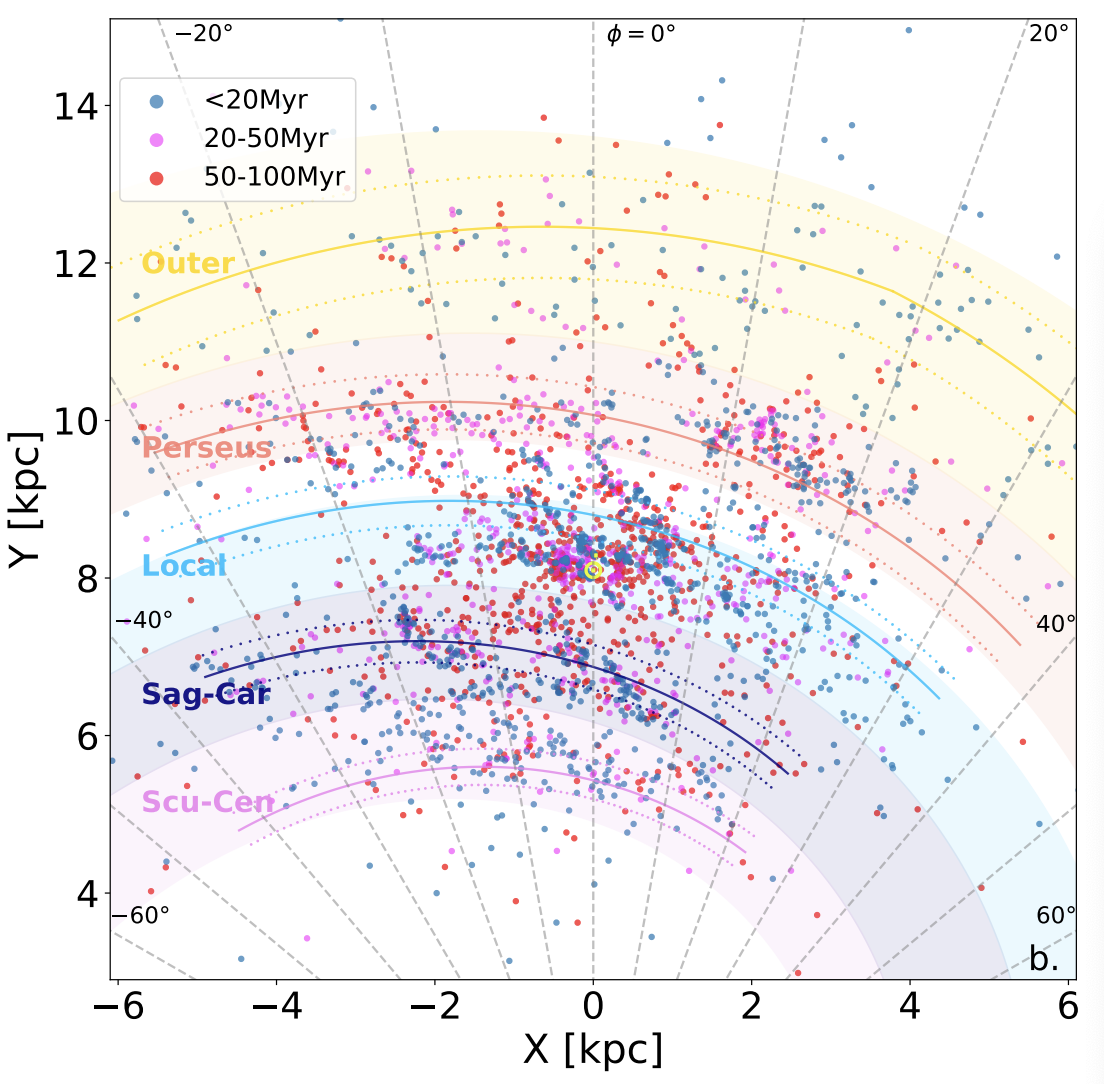 −20°
ϕ = 0°
20°
<20Myr
20-50Myr
50-100Myr
14
12
10
8
6
4
Y [kpc]
Outer
Perseus
Local
−40°
40°
Sag-Car
Scu-Cen
−60°
60°
b.
−6
−4
−2
0
2
4
6
X [kpc]